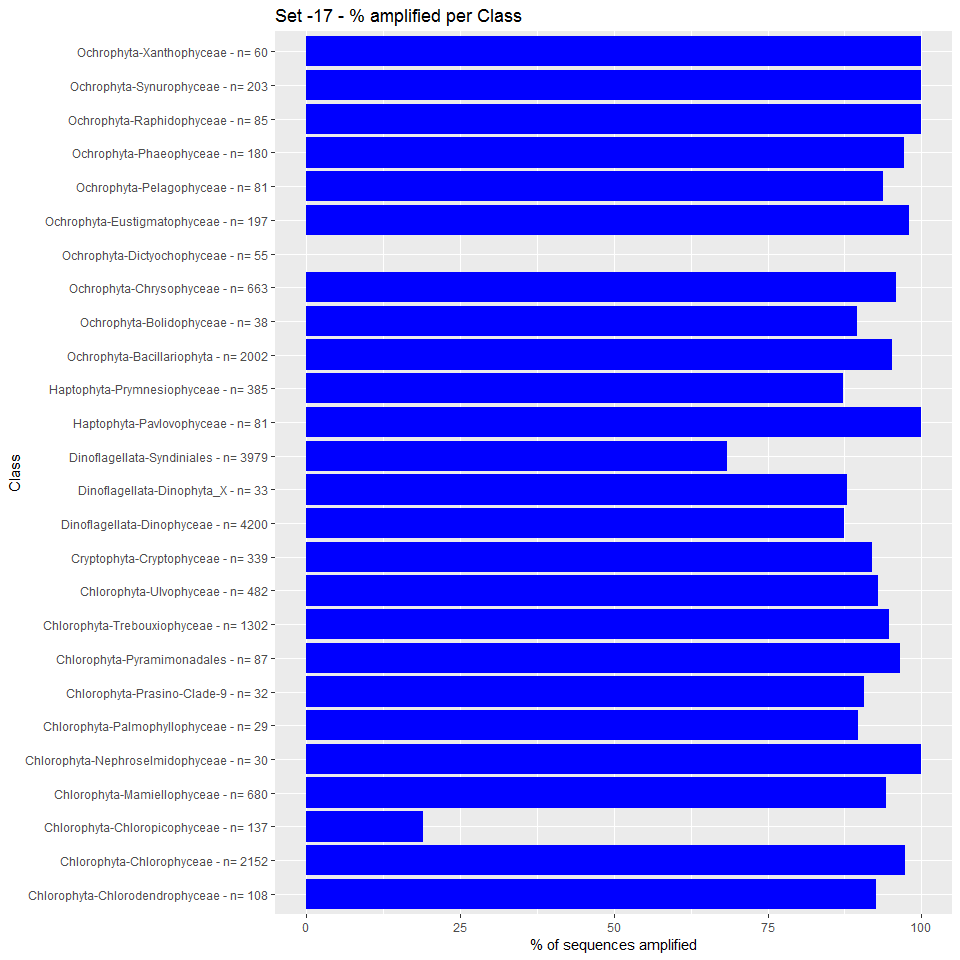 Set -17 - % amplified per Class
Ochrophyta-Xanthophyceae - n= 60
Ochrophyta-Synurophyceae - n= 203
Ochrophyta-Raphidophyceae - n= 85
Ochrophyta-Phaeophyceae - n= 180
Ochrophyta-Pelagophyceae - n= 81
Ochrophyta-Eustigmatophyceae - n= 197
Ochrophyta-Dictyochophyceae - n= 55
Ochrophyta-Chrysophyceae - n= 663
Ochrophyta-Bolidophyceae - n= 38
Ochrophyta-Bacillariophyta - n= 2002
Haptophyta-Prymnesiophyceae - n= 385
Haptophyta-Pavlovophyceae - n= 81
Dinoflagellata-Syndiniales - n= 3979
Dinoflagellata-Dinophyta_X - n= 33
Dinoflagellata-Dinophyceae - n= 4200
Cryptophyta-Cryptophyceae - n= 339
Chlorophyta-Ulvophyceae - n= 482
Chlorophyta-Trebouxiophyceae - n= 1302
Chlorophyta-Pyramimonadales - n= 87
Chlorophyta-Prasino-Clade-9 - n= 32
Chlorophyta-Palmophyllophyceae - n= 29
Chlorophyta-Nephroselmidophyceae - n= 30
Chlorophyta-Mamiellophyceae - n= 680
Chlorophyta-Chloropicophyceae - n= 137
Chlorophyta-Chlorophyceae - n= 2152
Chlorophyta-Chlorodendrophyceae - n= 108
Class
0 25 50 75 100
% of sequences amplified